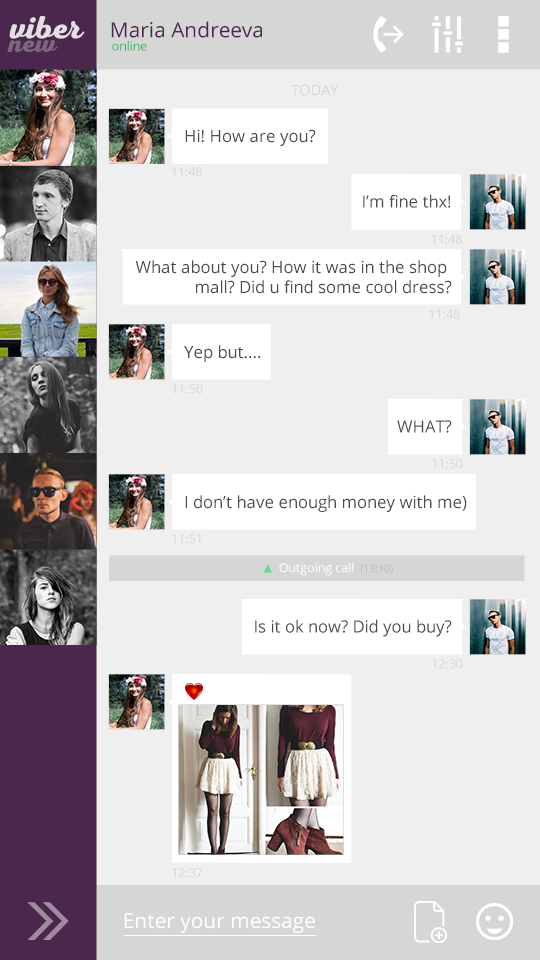 viber
new
Maria Andreeva
online
TODAY
Hi! How are you?
11:48
I'm fine thx!
11:48
What about you? How it was in the shop
mall? Did u find some cool dress?
11:48
Yep but....
11:50
WHAT?
11:50
I don't have enough money with me)
11:51
Outgoing call (13:10)
Is it ok now? Did you buy?
12:30
12:37
Enter your message